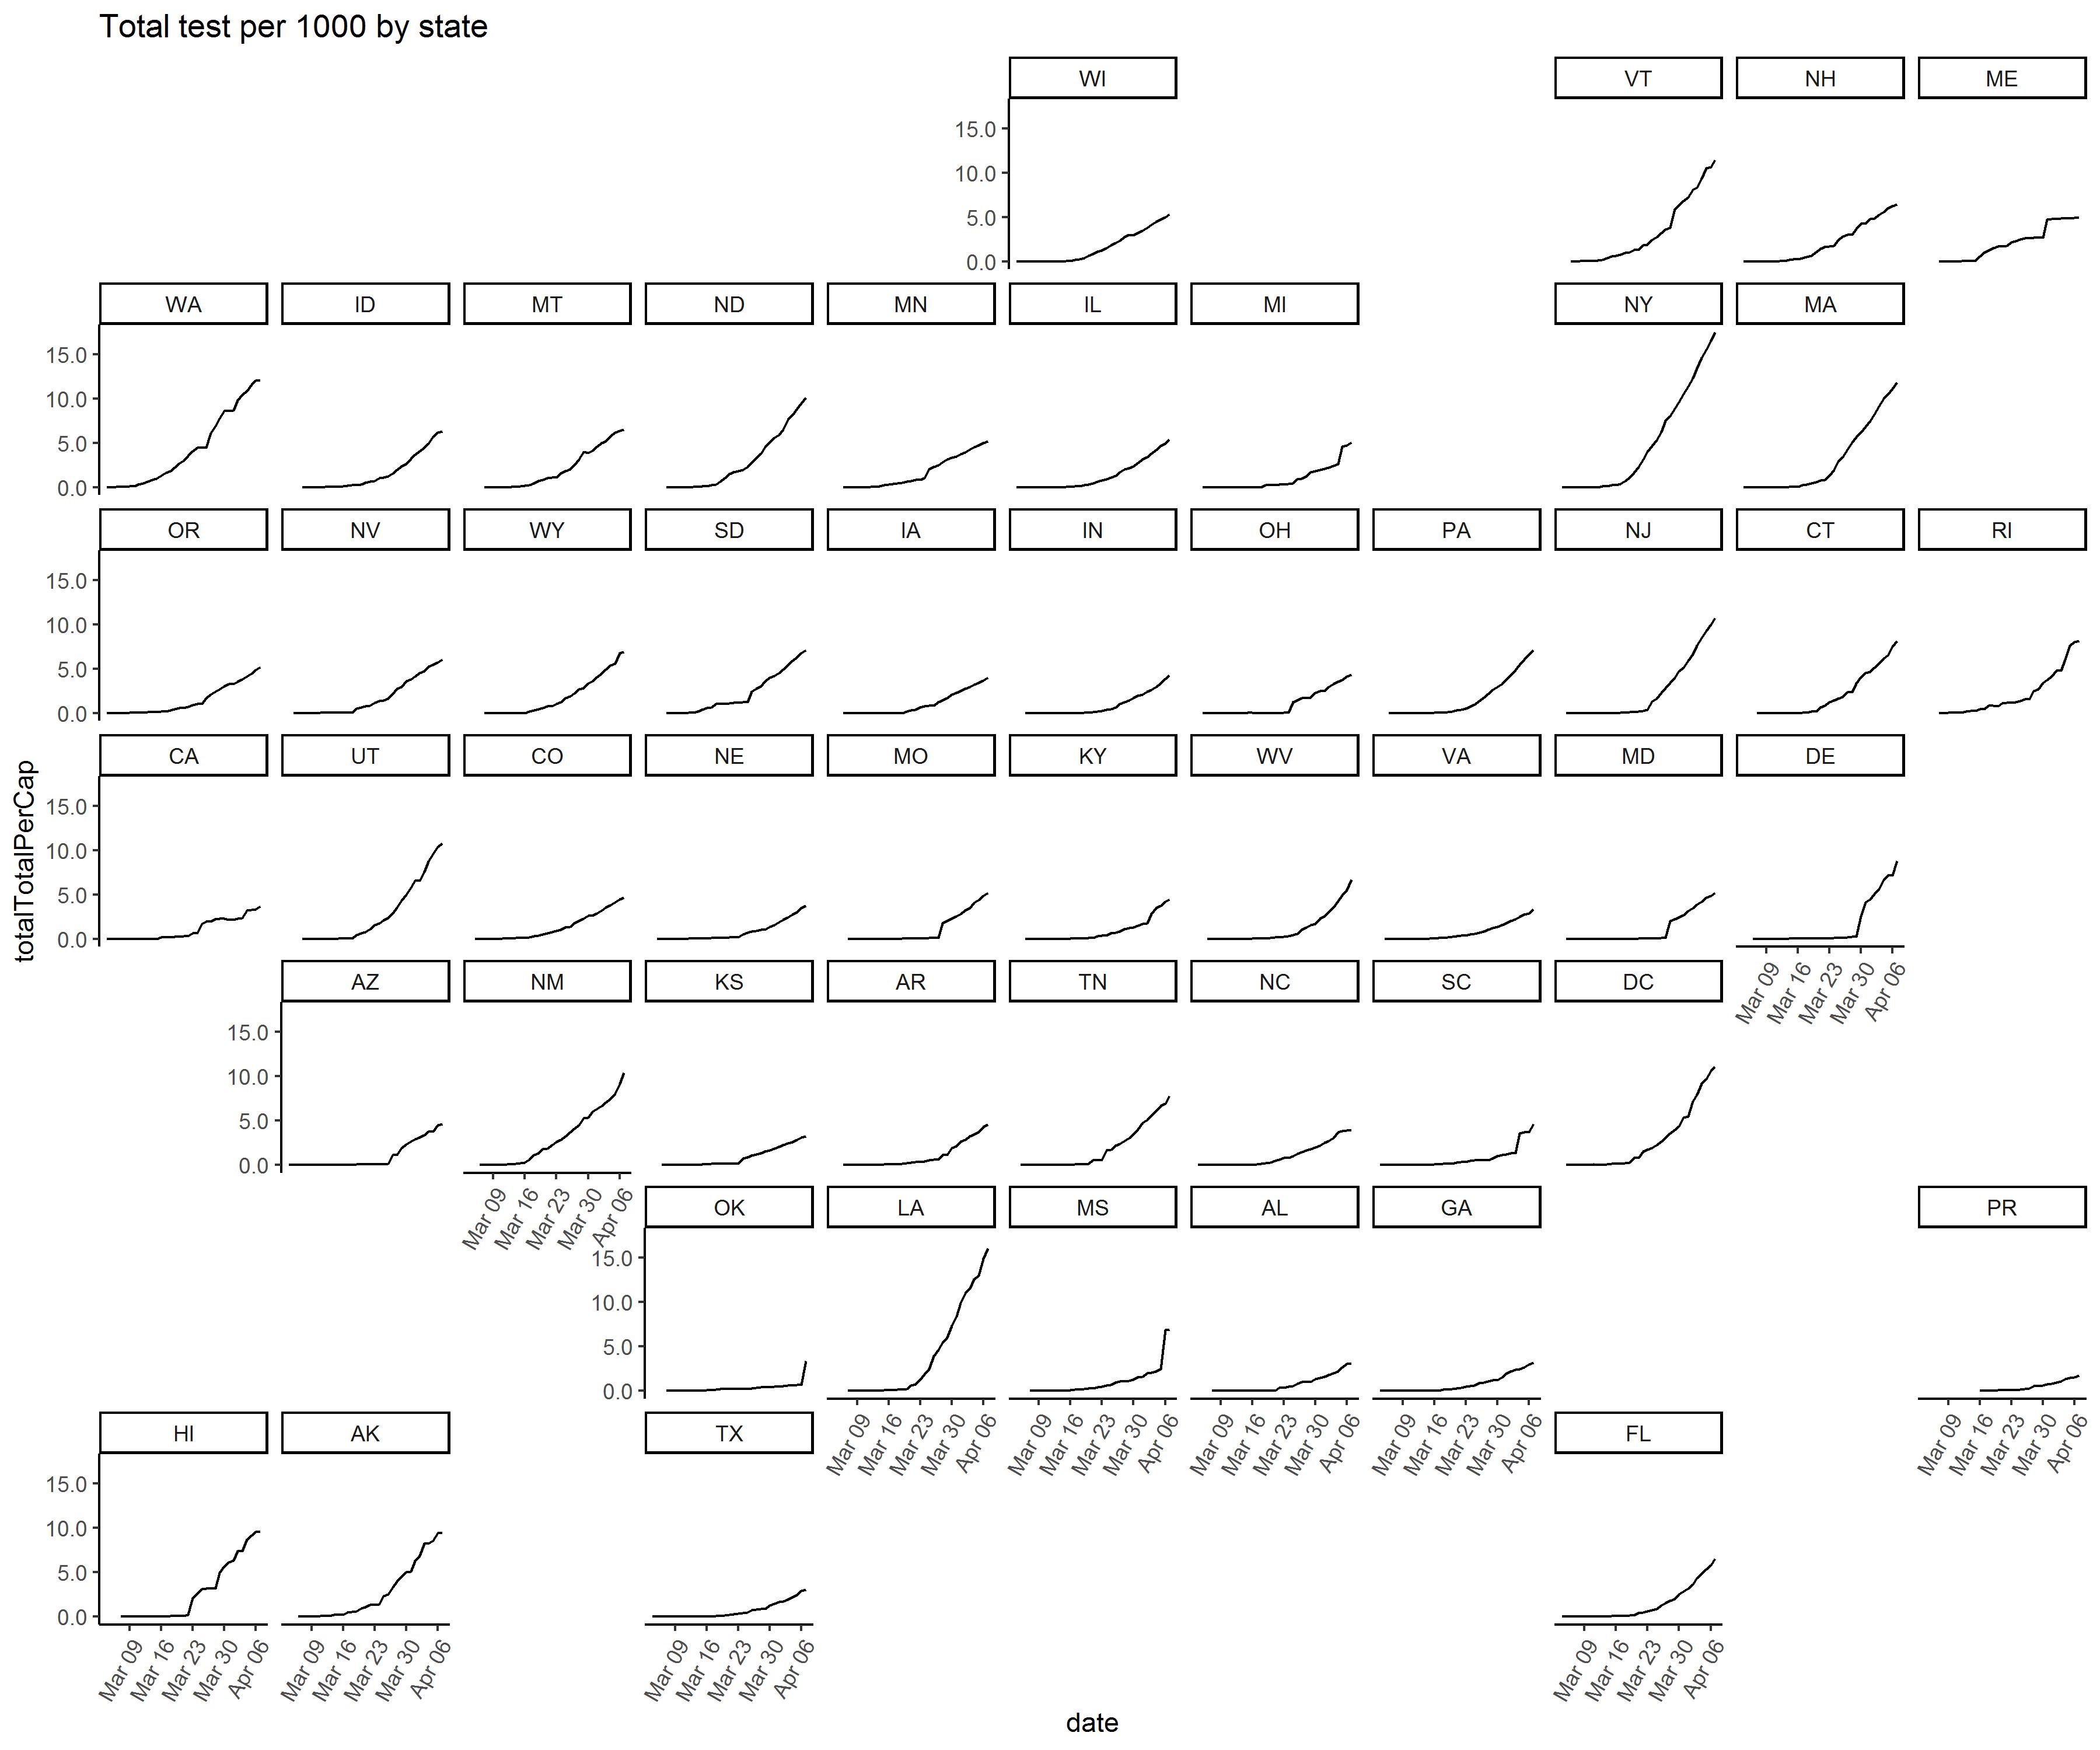 Total test per 1000 by state
WI VT NH ME
15.0
10.0
5.0
0.0
WA ID MT ND MN IL MI NY MA
15.0
10.0
5.0
0.0
OR NV WY SD IA IN OH PA NJ CT RI
15.0
10.0
5.0
0.0
CA UT CO NE MO KY WV VA MD DE
15.0
10.0
5.0
0.0
Mar 09 Mar 16 Mar 23 Mar 30 Apr 06
totalTotalPerCap
AZ NM KS AR TN NC SC DC
15.0
10.0
5.0
0.0
Mar 09 Mar 16 Mar 23 Mar 30 Apr 06
OK LA MS AL GA PR
15.0
10.0
5.0
0.0
Mar 09 Mar 16 Mar 23 Mar 30 Apr 06 Mar 09 Mar 16 Mar 23 Mar 30 Apr 06 Mar 09 Mar 16 Mar 23 Mar 30 Apr 06 Mar 09 Mar 16 Mar 23 Mar 30 Apr 06 Mar 09 Mar 16 Mar 23 Mar 30 Apr 06
HI AK TX FL
15.0
10.0
5.0
0.0
Mar 09 Mar 16 Mar 23 Mar 30 Apr 06 Mar 09 Mar 16 Mar 23 Mar 30 Apr 06 Mar 09 Mar 16 Mar 23 Mar 30 Apr 06 Mar 09 Mar 16 Mar 23 Mar 30 Apr 06
date